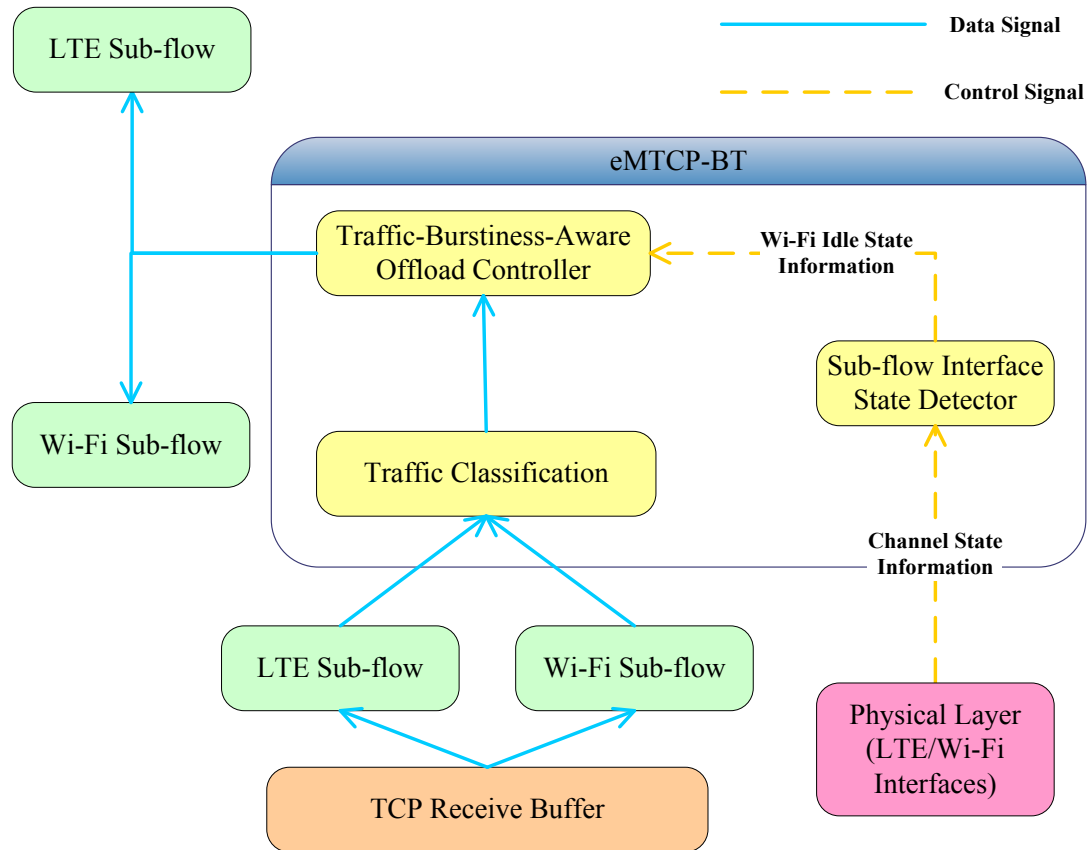 LTE Sub-flow
Data Signal
Control Signal
eMTCP-BT
Traffic-Burstiness-Aware
Offload Controller
Wi-Fi Idle State
Information
Sub-flow Interface
State Detector
Wi-Fi Sub-flow
Traffic Classification
Channel State
Information
LTE Sub-flow
Wi-Fi Sub-flow
Physical Layer
(LTE/Wi-Fi
Interfaces)
TCP Receive Buffer